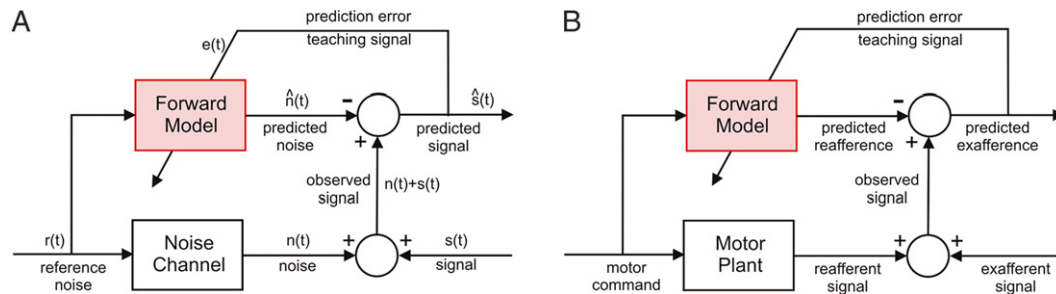 A
prediction error
teaching signal
e(t)
Forward
Model
n̂(t)
predicted
noise
-
+
ŝ(t)
predicted
signal
observed
signal
n(t)+s(t)
r(t)
reference
noise
Noise
Channel
n(t)
noise
+
+
s(t)
signal
B
prediction error
teaching signal
Forward
Model
predicted
reafference
-
+
predicted
exafference
observed
signal
motor
command
Motor
Plant
reafferent
signal
+
+
exafferent
signal